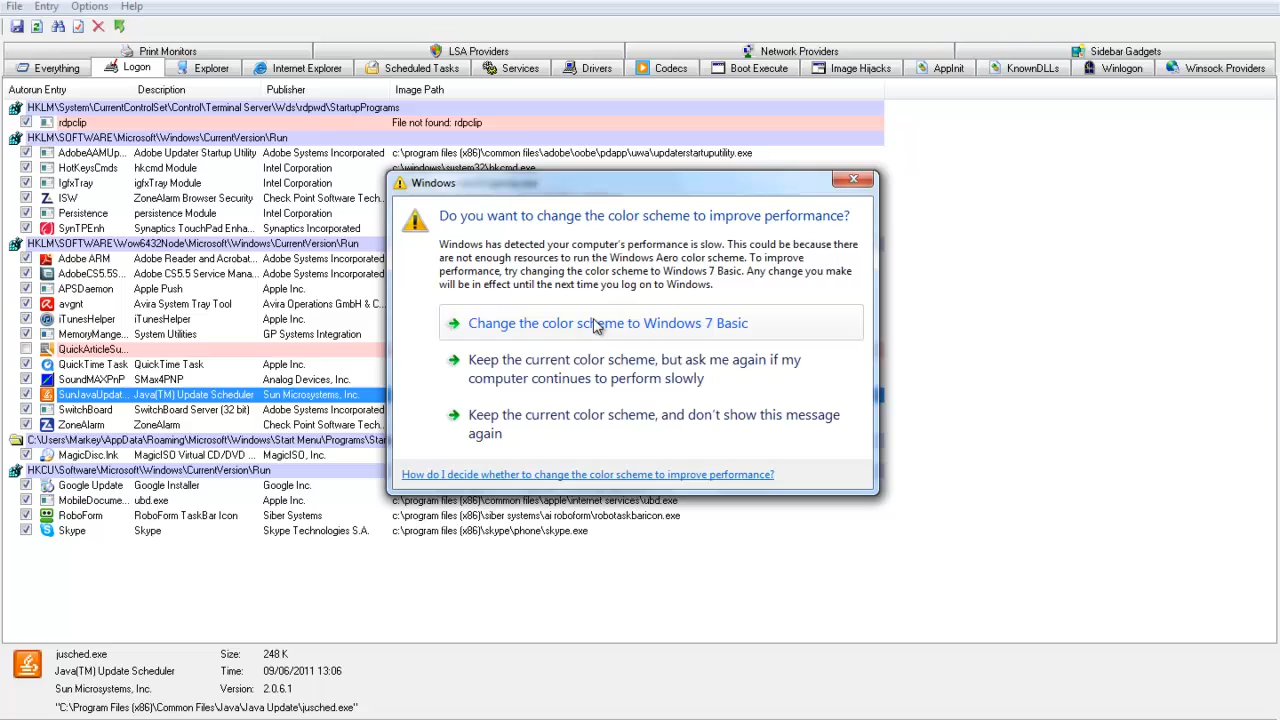 File Entry Options Help
Print Monitors LSA Providers Network Providers Sidebar Gadgets
Everything Logon Explorer Internet Explorer Scheduled Tasks Services Drivers Codecs Boot Execute Image Hijacks AppInit KnownDLLs Winlogon Winsock Providers
Autorun Entry Description Publisher Image Path
HKLM\System\CurrentControlSet\Control\Terminal Server\Wds\rdpwd\StartupPrograms
rdpclip File not found: rdpclip
HKLM\SOFTWARE\Microsoft\Windows\CurrentVersion\Run
AdobeAAMUp... Adobe Updater Startup Utility Adobe Systems Incorporated c:\program files (x86)\common files\adobe\oobe\pdapp\uwa\updaterstartuputility.exe
HotKeysCmds hkcmd Module Intel Corporation c:\windows\system32\hkcmd.exe
IgfxTray igfxTray Module Intel Corporation
ISW ZoneAlarm Browser Security Check Point Software Tech...
Persistence persistence Module Intel Corporation
SynTPEnh Synaptics TouchPad Enha... Synaptics Incorporated
HKLM\SOFTWARE\Wow6432Node\Microsoft\Windows\CurrentVersion\Run
Adobe ARM Adobe Reader and Acrobat... Adobe Systems Incorporated
AdobeCS5.5S... Adobe CS5.5 Service Mana... Adobe Systems Incorporated
APSDaemon Apple Push Apple Inc.
avgnt Avira System Tray Tool Avira Operations GmbH & C...
iTunesHelper iTunesHelper Apple Inc.
MemoryMange... System Utilities GP Systems Integration
QuickArticleSu...
QuickTime Task QuickTime Task Apple Inc.
SoundMAXPnP SMax4PNP Analog Devices, Inc.
SunJavaUpdat... Java(TM) Update Scheduler Sun Microsystems, Inc.
SwitchBoard SwitchBoard Server (32 bit) Adobe Systems Incorporated
ZoneAlarm ZoneAlarm Check Point Software Tech...
C:\Users\Markey\AppData\Roaming\Microsoft\Windows\Start Menu\Programs\Star
MagicDisc.lnk MagicISO Virtual CD/DVD ... MagicISO, Inc.
HKCU\Software\Microsoft\Windows\CurrentVersion\Run
Google Update Google Installer Google Inc.
MobileDocume... ubd.exe Apple Inc. c:\program files (x86)\common files\apple\internet services\ubd.exe
RoboForm RoboForm TaskBar Icon Siber Systems c:\program files (x86)\siber systems\ai roboform\robotaskbaricon.exe
Skype Skype Skype Technologies S.A. c:\program files (x86)\skype\phone\skype.exe
Windows
Do you want to change the color scheme to improve performance?
Windows has detected your computer's performance is slow. This could be because there
are not enough resources to run the Windows Aero color scheme. To improve
performance, try changing the color scheme to Windows 7 Basic. Any change you make
will be in effect until the next time you log on to Windows.
Change the color scheme to Windows 7 Basic
Keep the current color scheme, but ask me again if my
computer continues to perform slowly
Keep the current color scheme, and don't show this message
again
How do I decide whether to change the color scheme to improve performance?
jusched.exe Size: 248 K
Java(TM) Update Scheduler Time: 09/06/2011 13:06
Sun Microsystems, Inc. Version: 2.0.6.1
"C:\Program Files (x86)\Common Files\Java\Java Update\jusched.exe"